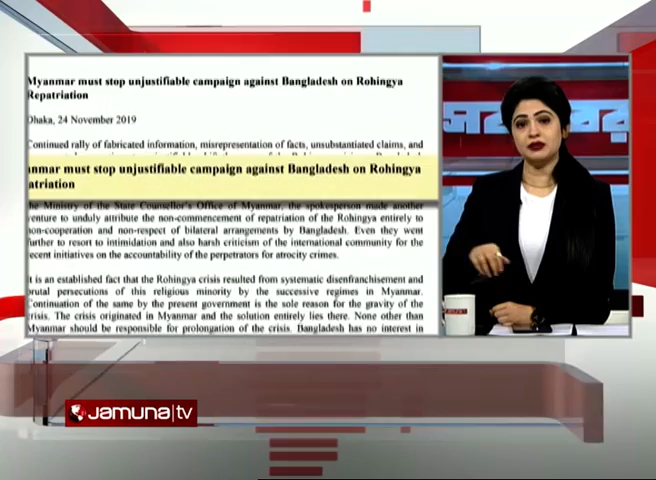 Myanmar must stop unjustifiable campaign against Bangladesh on Rohingya
Repatriation
Dhaka, 24 November 2019
Continued rally of fabricated information, misrepresentation of facts, unsubstantiated claims, and
anmar must stop unjustifiable campaign against Bangladesh on Rohingya
atriation
the Ministry of the State Counsellor's Office of Myanmar, the spokesperson made another
venture to unduly attribute the non-commencement of repatriation of the Rohingya entirely to
non-cooperation and non-respect of bilateral arrangements by Bangladesh. Even they went
further to resort to intimidation and also harsh criticism of the international community for the
recent initiatives on the accountability of the perpetrators for atrocity crimes.
It is an established fact that the Rohingya crisis resulted from systematic disenfranchisement and
brutal persecutions of this religious minority by the successive regimes in Myanmar.
Continuation of the same by the present government is the sole reason for the gravity of the
crisis. The crisis originated in Myanmar and the solution entirely lies there. None other than
Myanmar should be responsible for prolongation of the crisis. Bangladesh has no interest in
Jamuna|tv